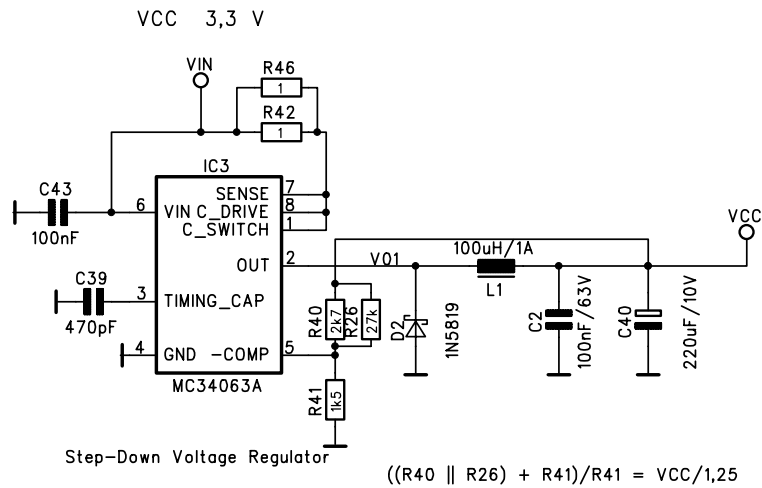 VCC 3,3 V
VIN
R46
1
R42
1
IC3
C43
100nF
6
VIN
SENSE
7
C_DRIVE
8
C_SWITCH
1
OUT
2
V01
100uH/1A
L1
VCC
C39
470pF
3
TIMING_CAP
R40
2k7
R26
27k
D2
1N5819
C2
100nF/63V
C40
220uF/10V
4
GND
-COMP
5
MC34063A
R41
1k5
Step-Down Voltage Regulator
((R40 || R26) + R41)/R41 = VCC/1,25